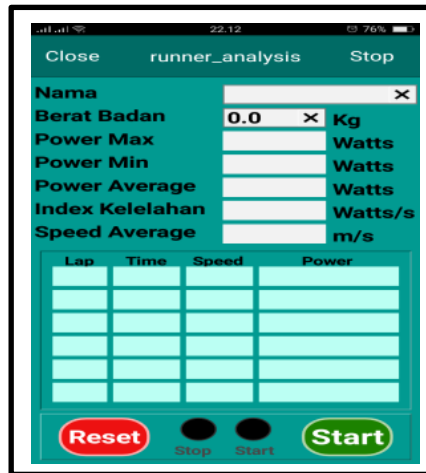 22.12 76%
Close runner_analysis Stop
Nama ×
Berat Badan 0.0 × Kg
Power Max Watts
Power Min Watts
Power Average Watts
Index Kelelahan Watts/s
Speed Average m/s
Lap Time Speed Power
Reset Stop Start Start